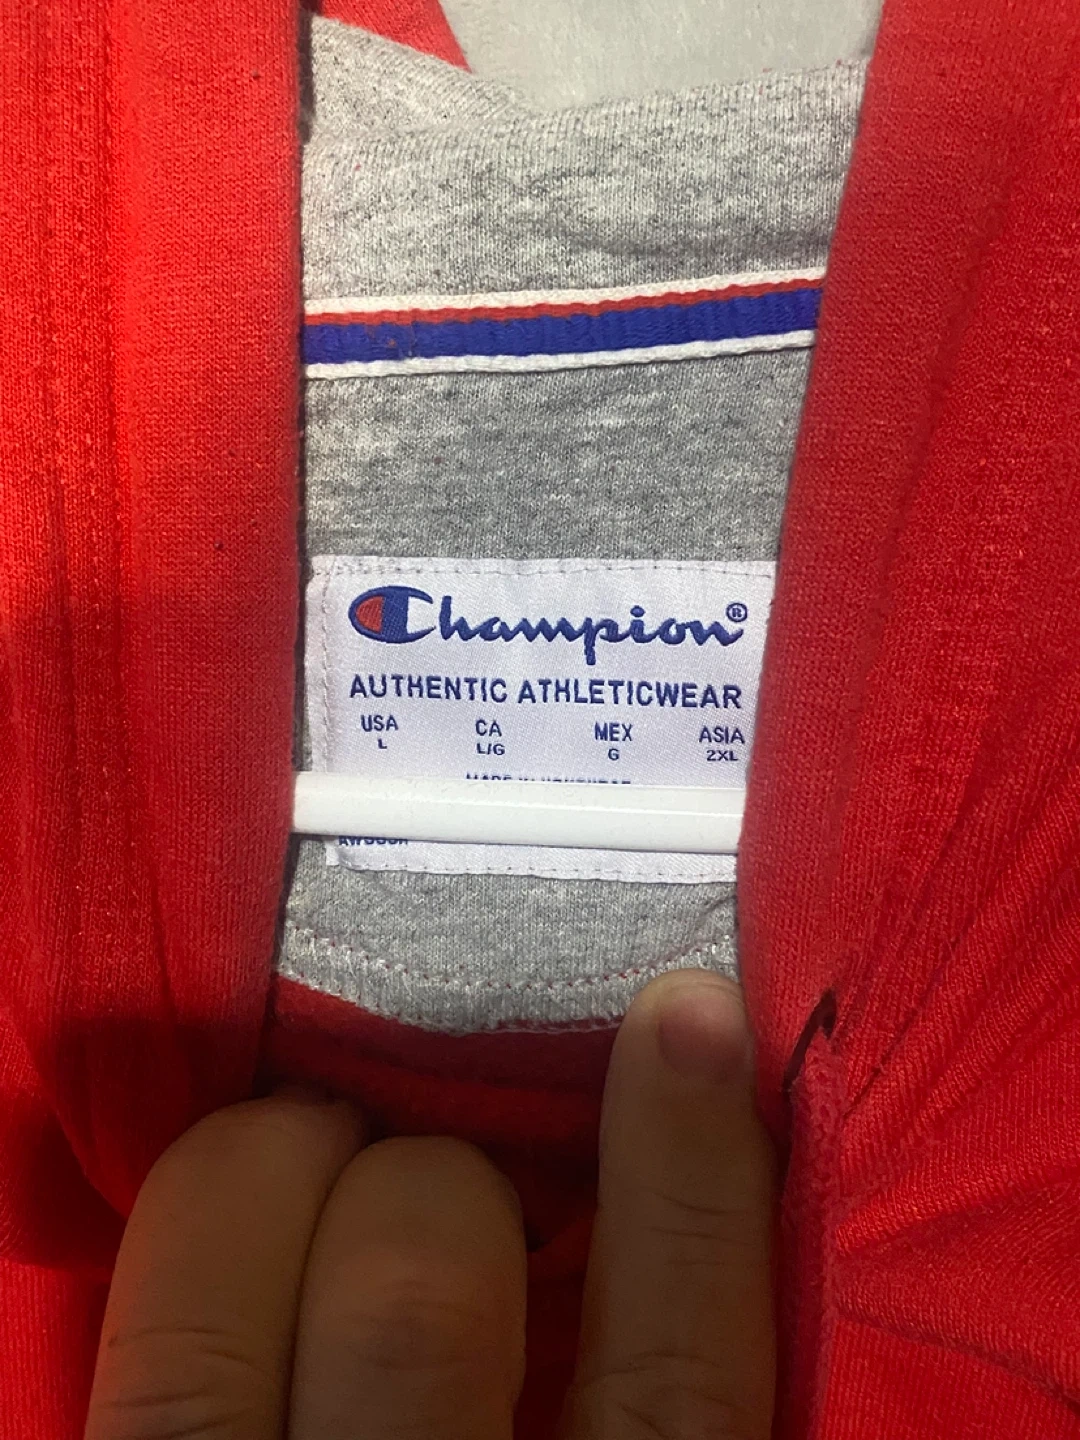 Champion®
AUTHENTIC ATHLETICWEAR
USA CA MEX ASIA
L L/G G 2XL